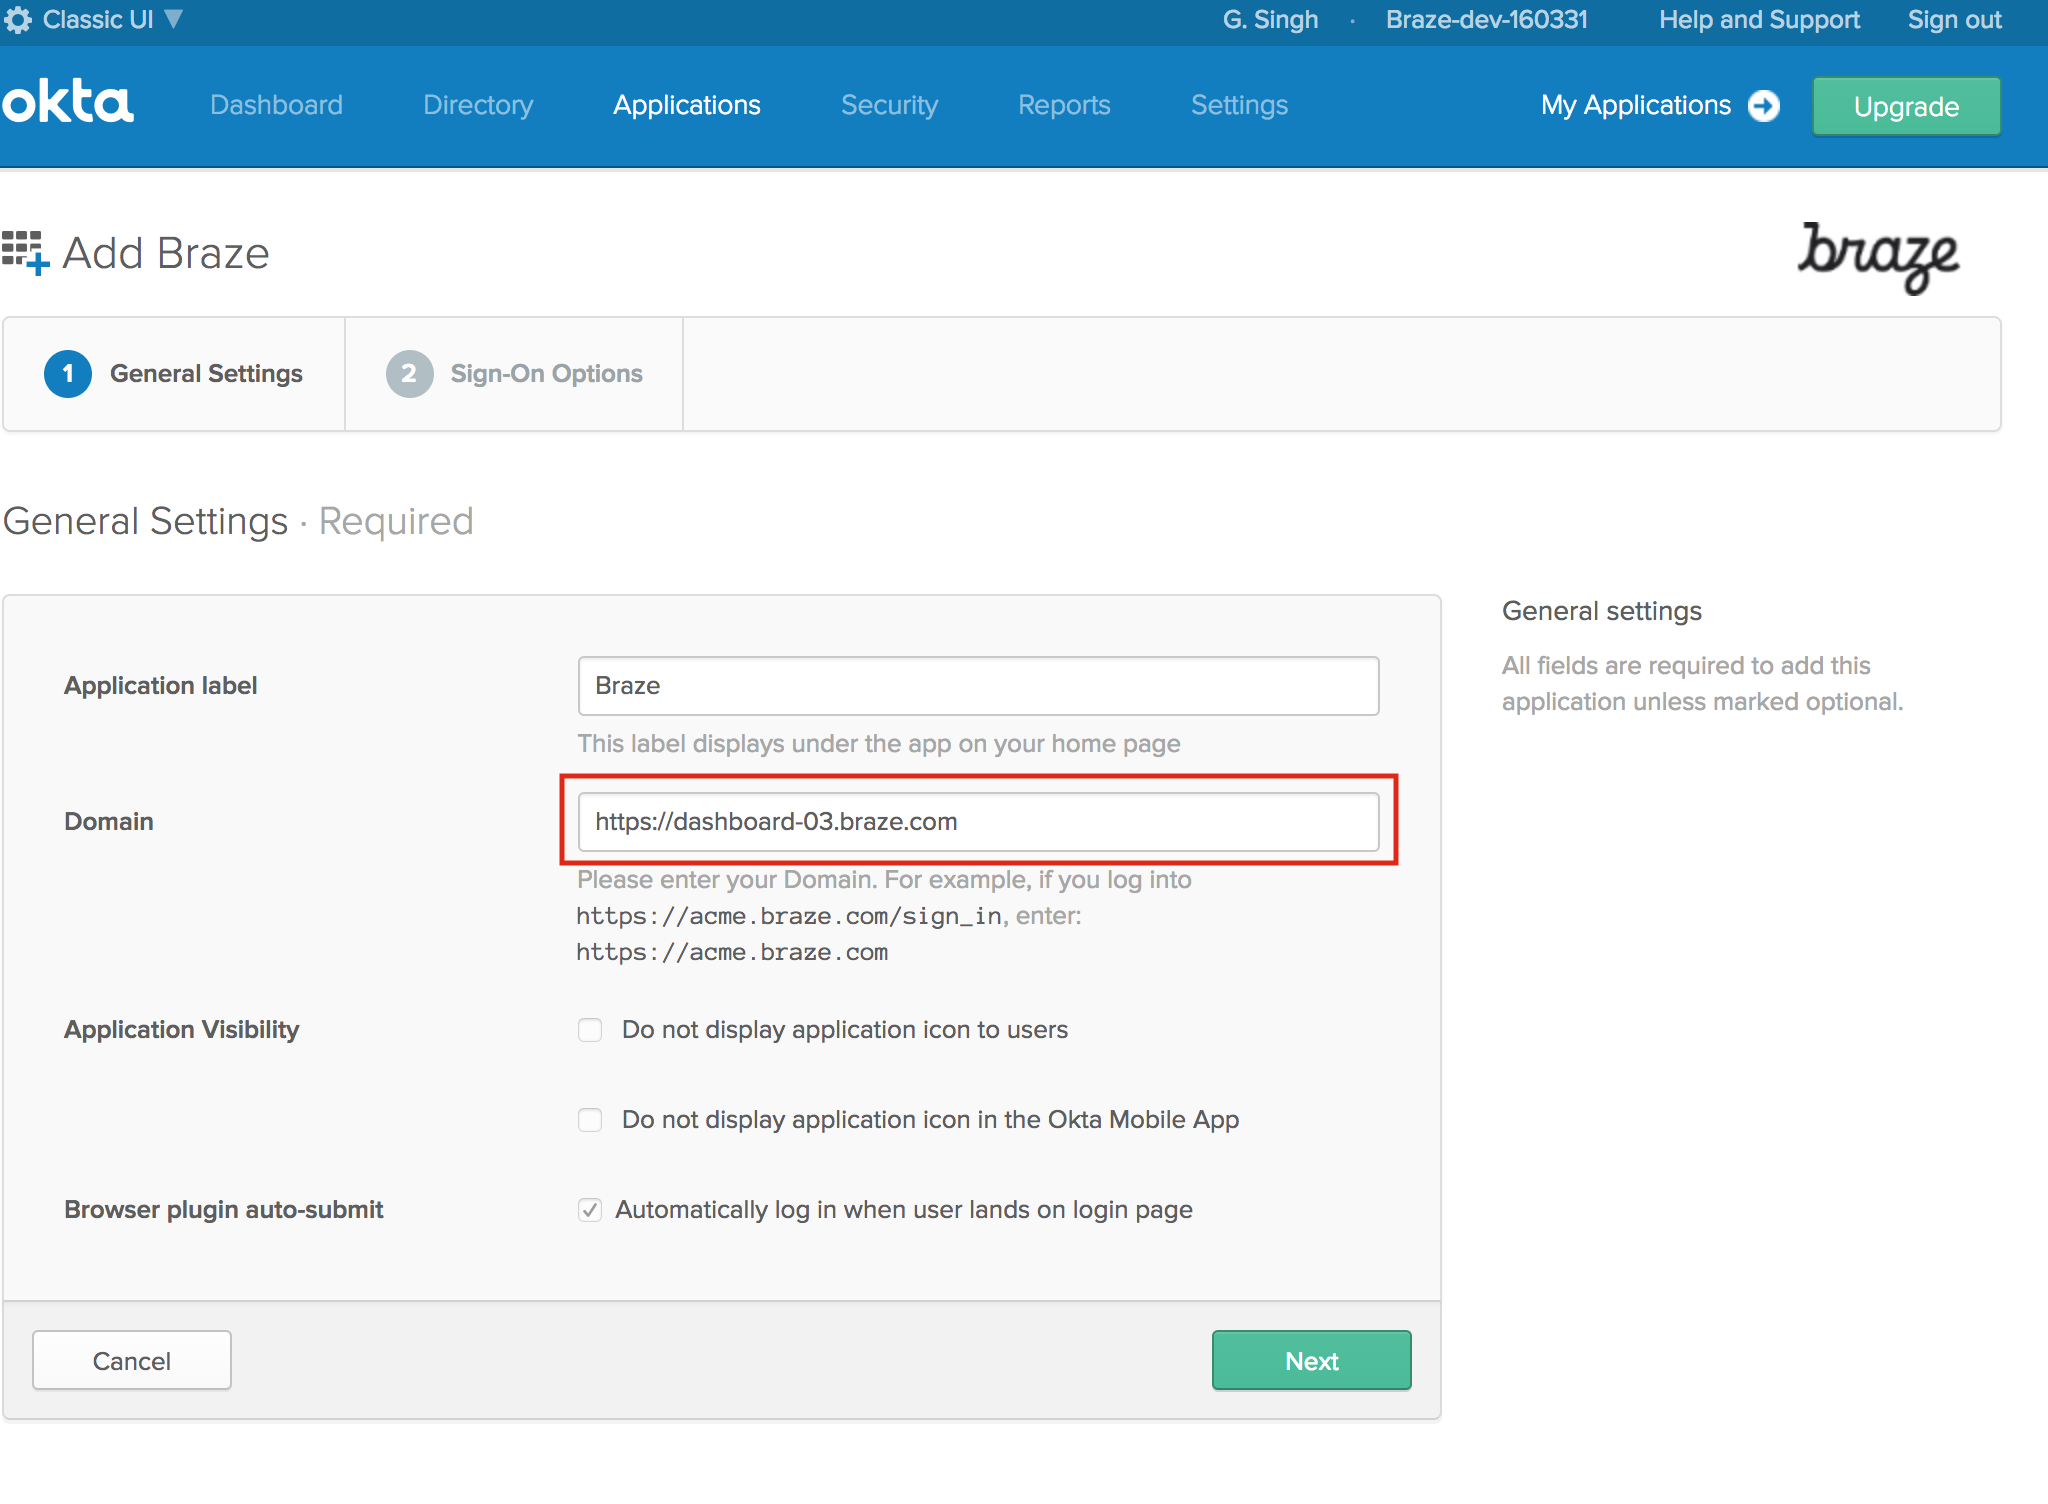 Classic UI
G. Singh · Braze-dev-160331 Help and Support Sign out
okta Dashboard Directory Applications Security Reports Settings My Applications Upgrade
Add Braze
braze
1 General Settings 2 Sign-On Options
General Settings · Required
Application label
Braze
This label displays under the app on your home page
Domain
https://dashboard-03.braze.com
Please enter your Domain. For example, if you log into
https://acme.braze.com/sign_in, enter:
https://acme.braze.com
Application Visibility
Do not display application icon to users
Do not display application icon in the Okta Mobile App
Browser plugin auto-submit
Automatically log in when user lands on login page
Cancel
Next
General settings
All fields are required to add this
application unless marked optional.